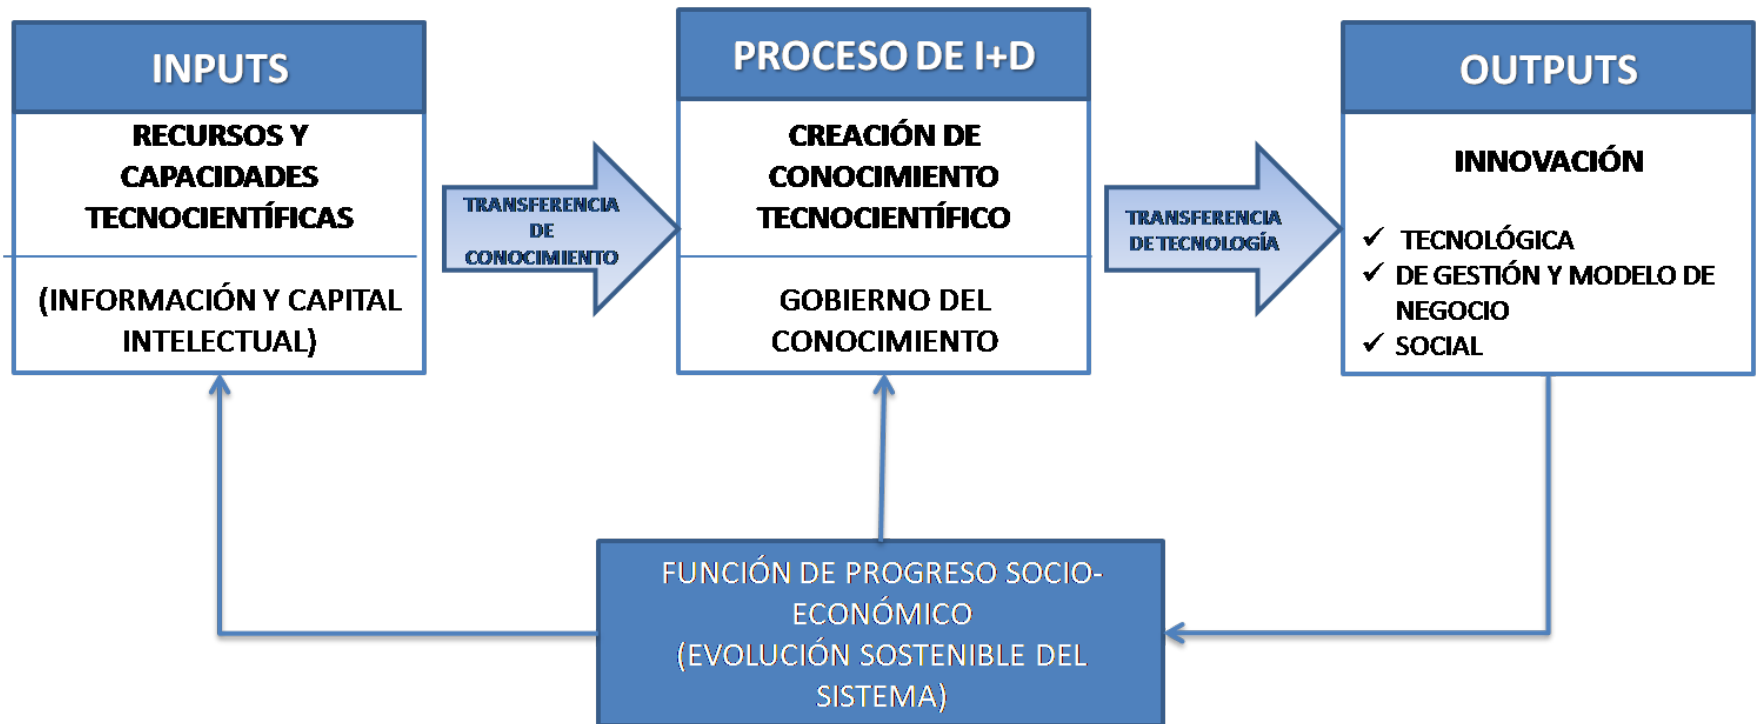 INPUTS
RECURSOS Y
CAPACIDADES
TECNOCIENTÍFICAS
(INFORMACIÓN Y CAPITAL
INTELECTUAL)
TRANSFERENCIA
DE
CONOCIMIENTO
PROCESO DE I+D
CREACIÓN DE
CONOCIMIENTO
TECNOCIENTÍFICO
GOBIERNO DEL
CONOCIMIENTO
TRANSFERENCIA
DE TECNOLOGÍA
OUTPUTS
INNOVACIÓN
✓ TECNOLÓGICA
✓ DE GESTIÓN Y MODELO DE
NEGOCIO
✓ SOCIAL
FUNCIÓN DE PROGRESO SOCIO-
ECONÓMICO
(EVOLUCIÓN SOSTENIBLE DEL
SISTEMA)